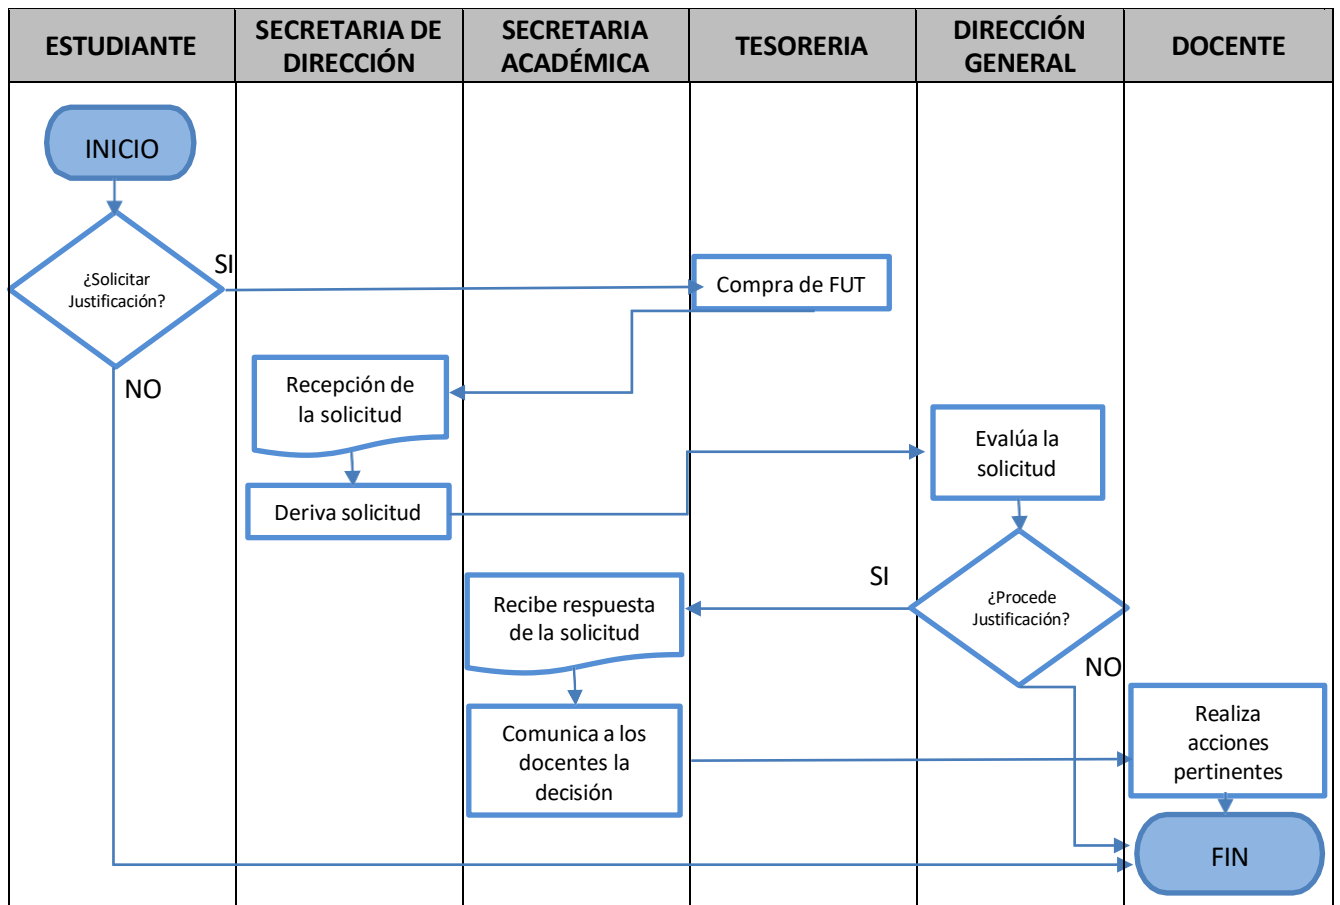 ESTUDIANTE
SECRETARIA DE
DIRECCIÓN
SECRETARIA
ACADÉMICA
TESORERIA
DIRECCIÓN
GENERAL
DOCENTE
INICIO
¿Solicitar
Justificación?
SI
NO
Compra de FUT
Recepción de
la solicitud
Deriva solicitud
Evalúa la
solicitud
¿Procede
Justificación?
SI
NO
Recibe respuesta
de la solicitud
Comunica a los
docentes la
decisión
Realiza
acciones
pertinentes
FIN